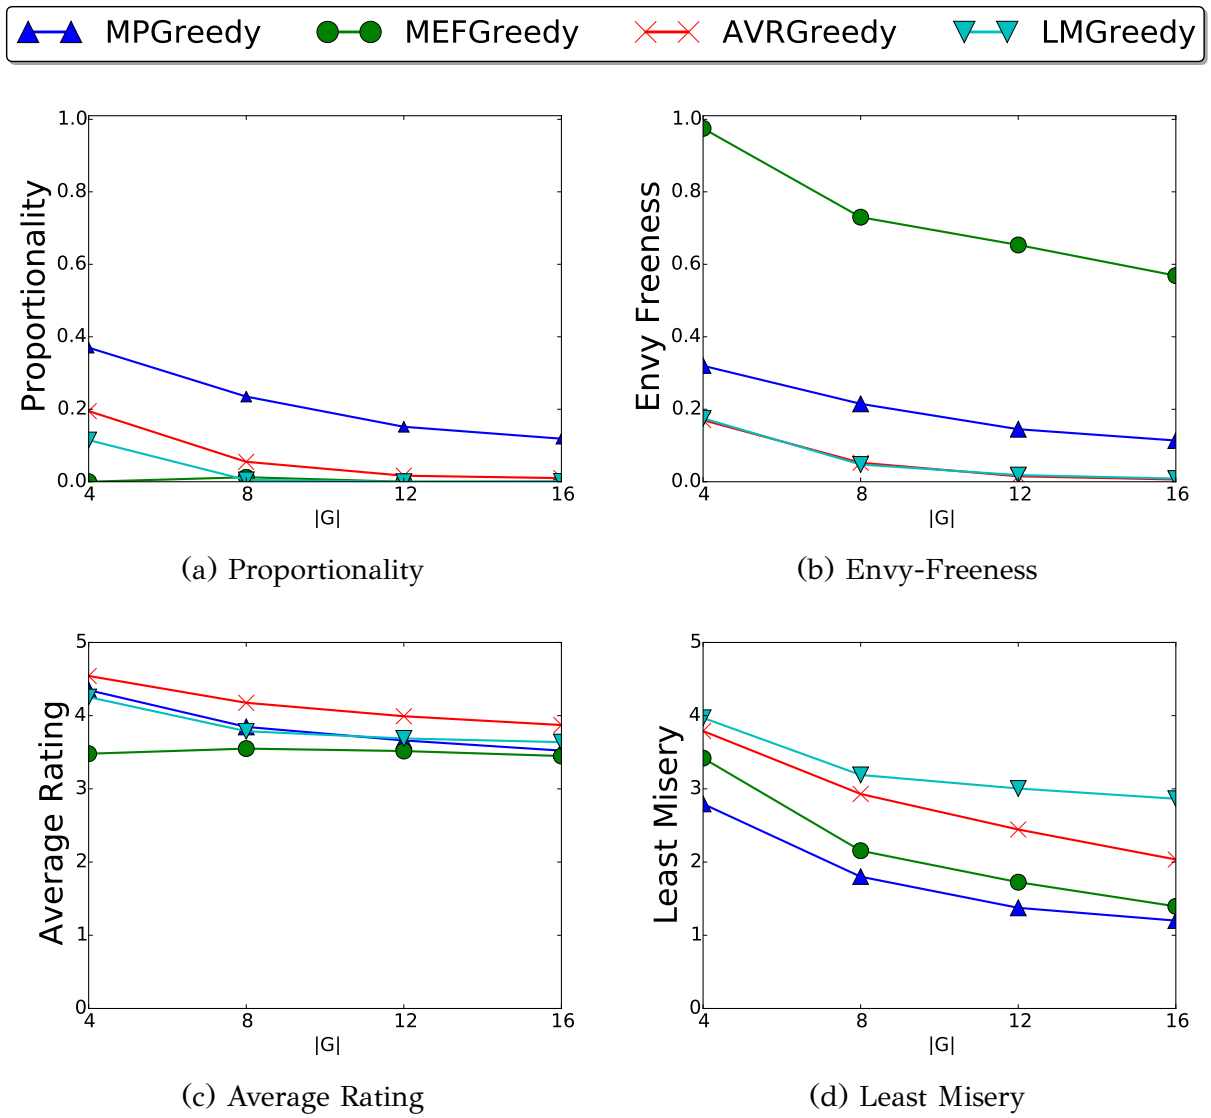 MPGreedy MEFGreedy AVRGreedy LMGreedy
Proportionality
1.0
0.8
0.6
0.4
0.2
0.0
4 8 12 16
|G|
(a) Proportionality
Envy Freeness
1.0
0.8
0.6
0.4
0.2
0.0
4 8 12 16
|G|
(b) Envy-Freeness
Average Rating
5
4
3
2
1
0
4 8 12 16
|G|
(c) Average Rating
Least Misery
5
4
3
2
1
0
4 8 12 16
|G|
(d) Least Misery